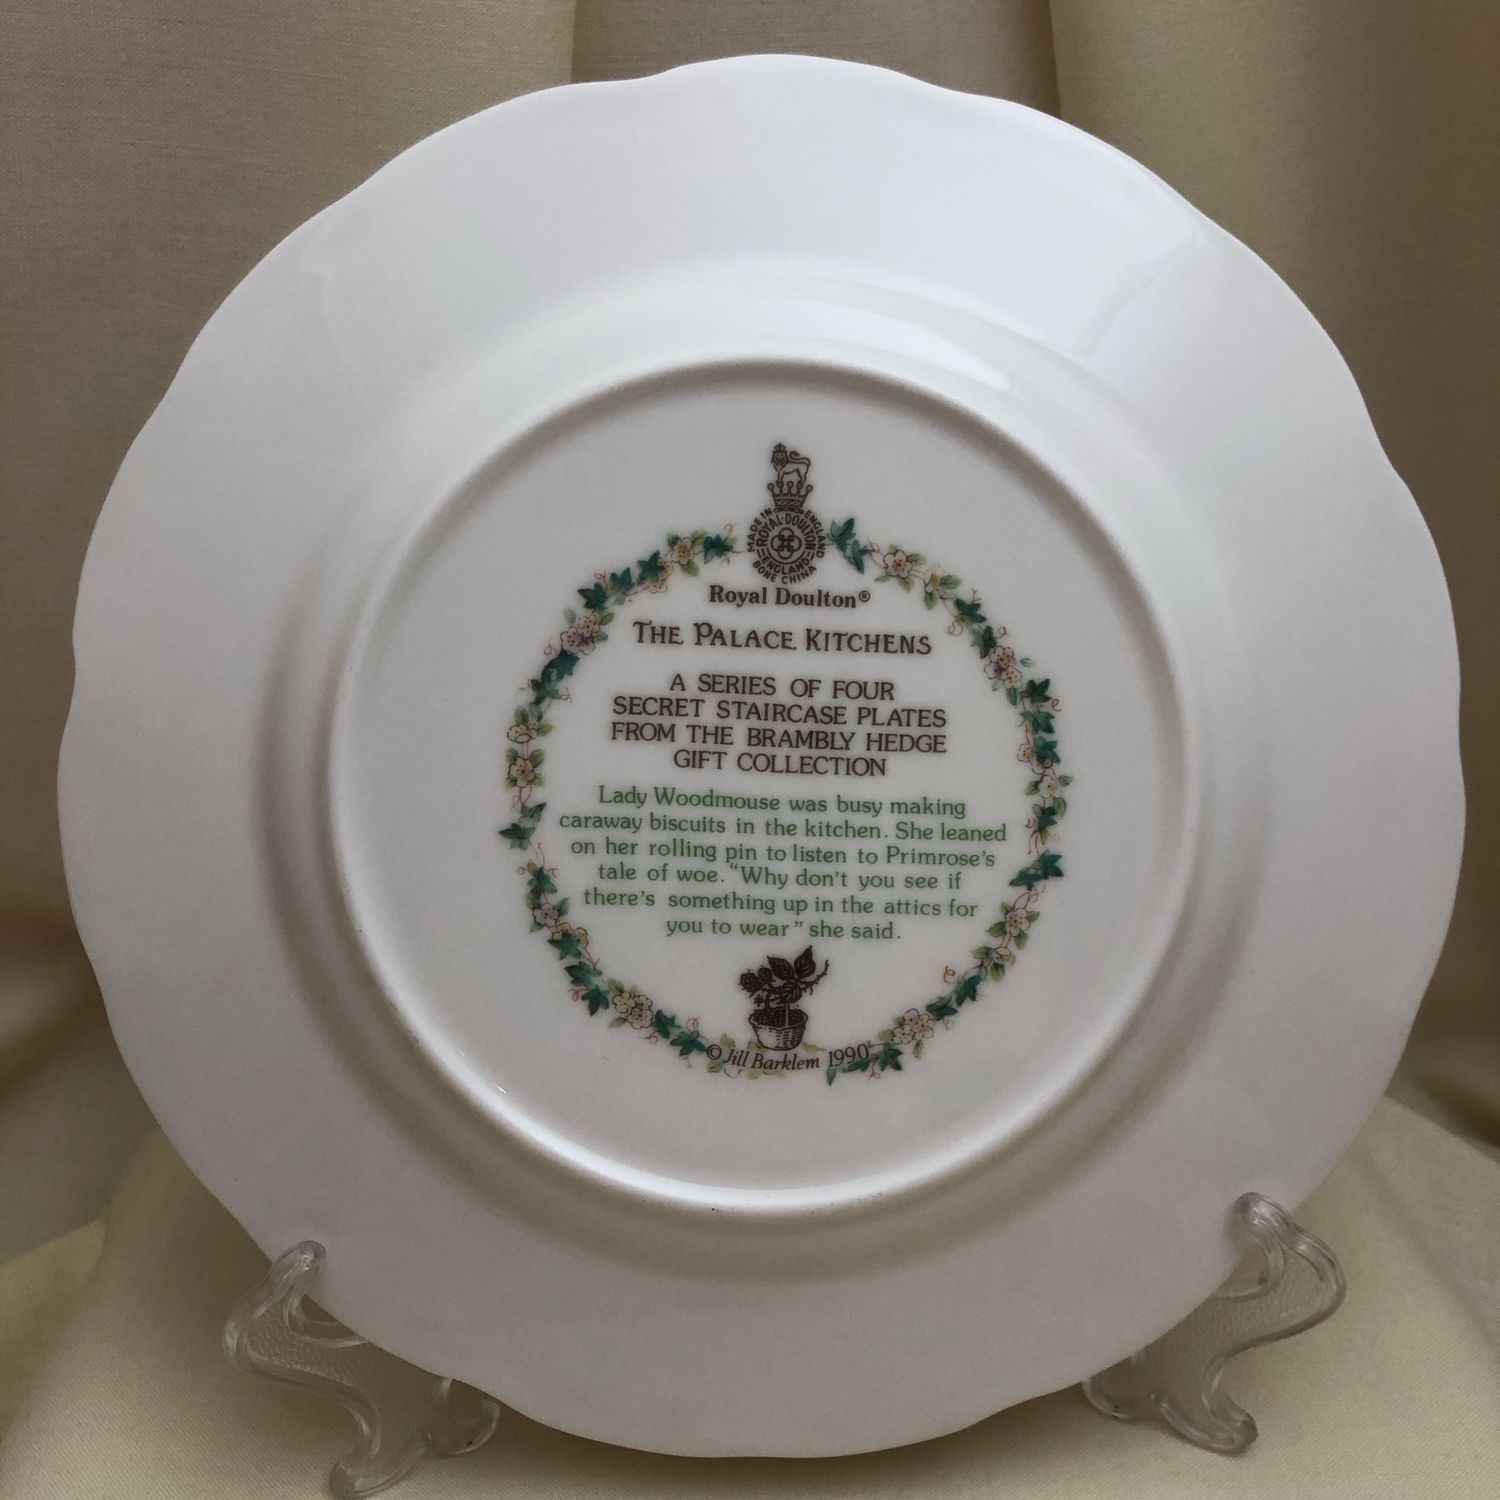 MADE IN ENGLAND
ROYAL DOULTON
ENGLAND
BONE CHINA
Royal Doulton®
THE PALACE KITCHENS
A SERIES OF FOUR
SECRET STAIRCASE PLATES
FROM THE BRAMBLY HEDGE
GIFT COLLECTION
Lady Woodmouse was busy making
caraway biscuits in the kitchen. She leaned
on her rolling pin to listen to Primrose's
tale of woe. "Why don't you see if
there's something up in the attics for
you to wear" she said.
© Jill Barklem 1990